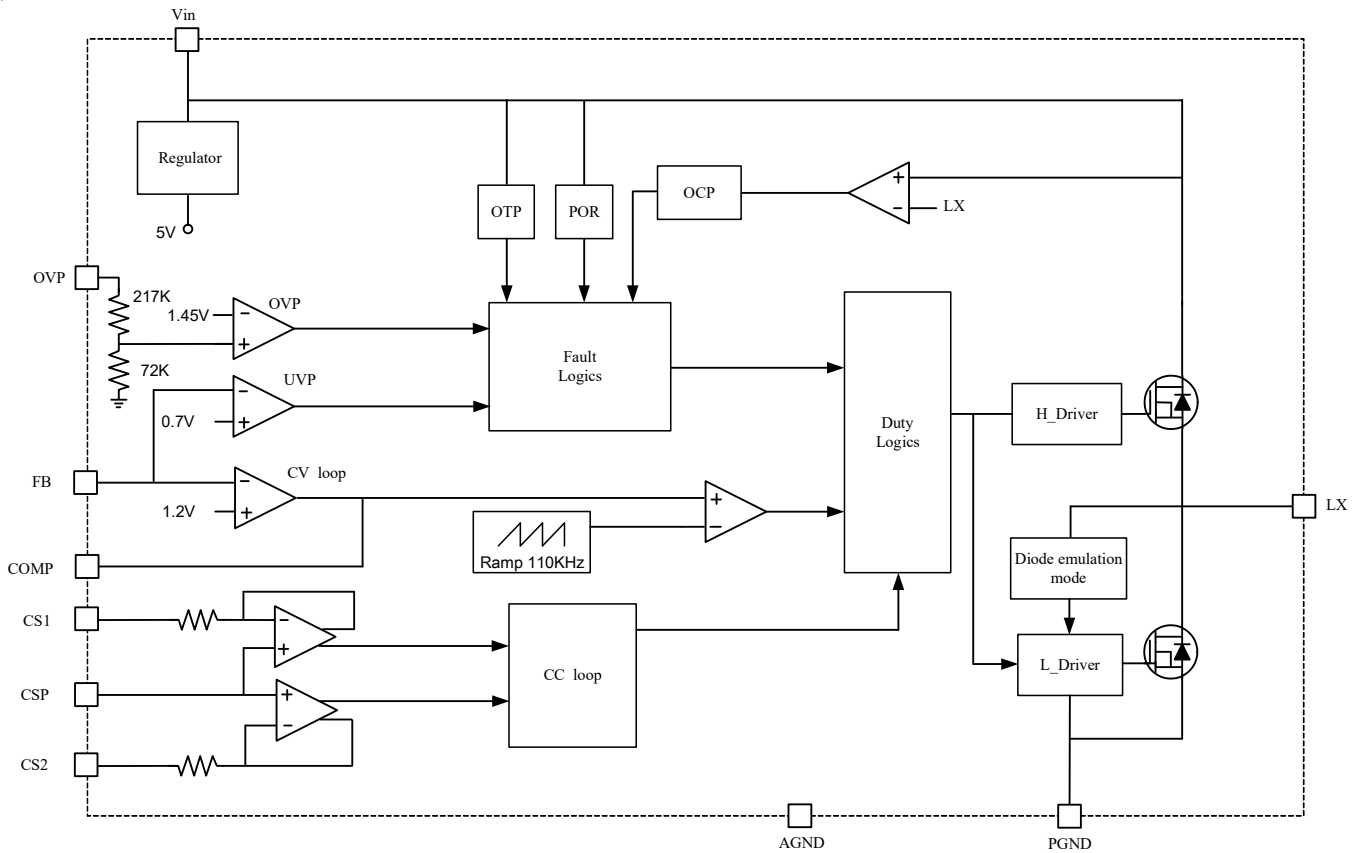 Vin
Regulator
5V
OTP
POR
OCP
+
−
LX
OVP
217K
72K
1.45V
−
+
OVP
UVP
−
0.7V
+
Fault
Logics
Duty
Logics
H_Driver
FB
CV loop
−
1.2V
+
+
−
Ramp 110KHz
LX
COMP
Diode emulation
mode
L_Driver
CS1
−
+
CSP
+
−
CS2
CC loop
AGND
PGND